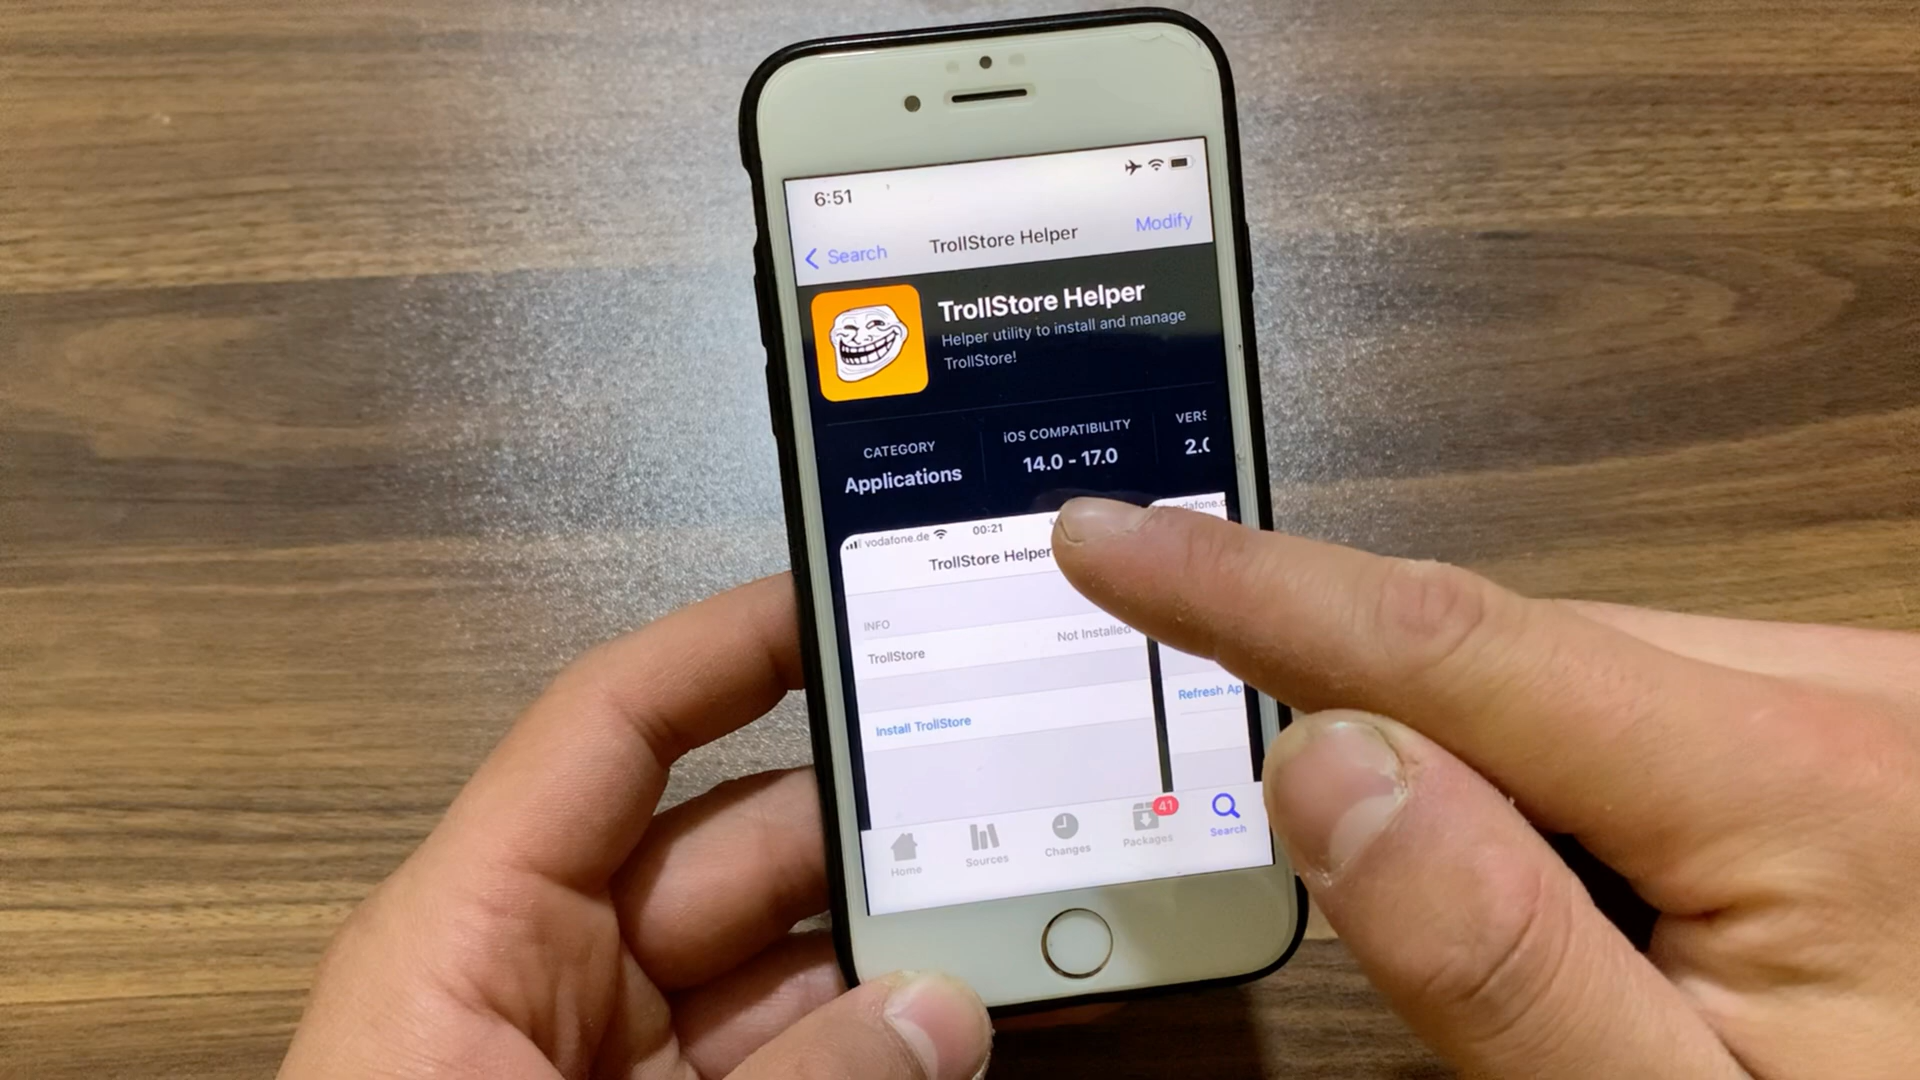 6:51
Search
TrollStore Helper
Modify
TrollStore Helper
Helper utility to install and manage
TrollStore!
CATEGORY
Applications
iOS COMPATIBILITY
14.0 - 17.0
vodafone.de
00:21
TrollStore Helper
INFO
TrollStore
Not Installed
Install TrollStore
Refresh
Home
Sources
Changes
41
Packages
Search